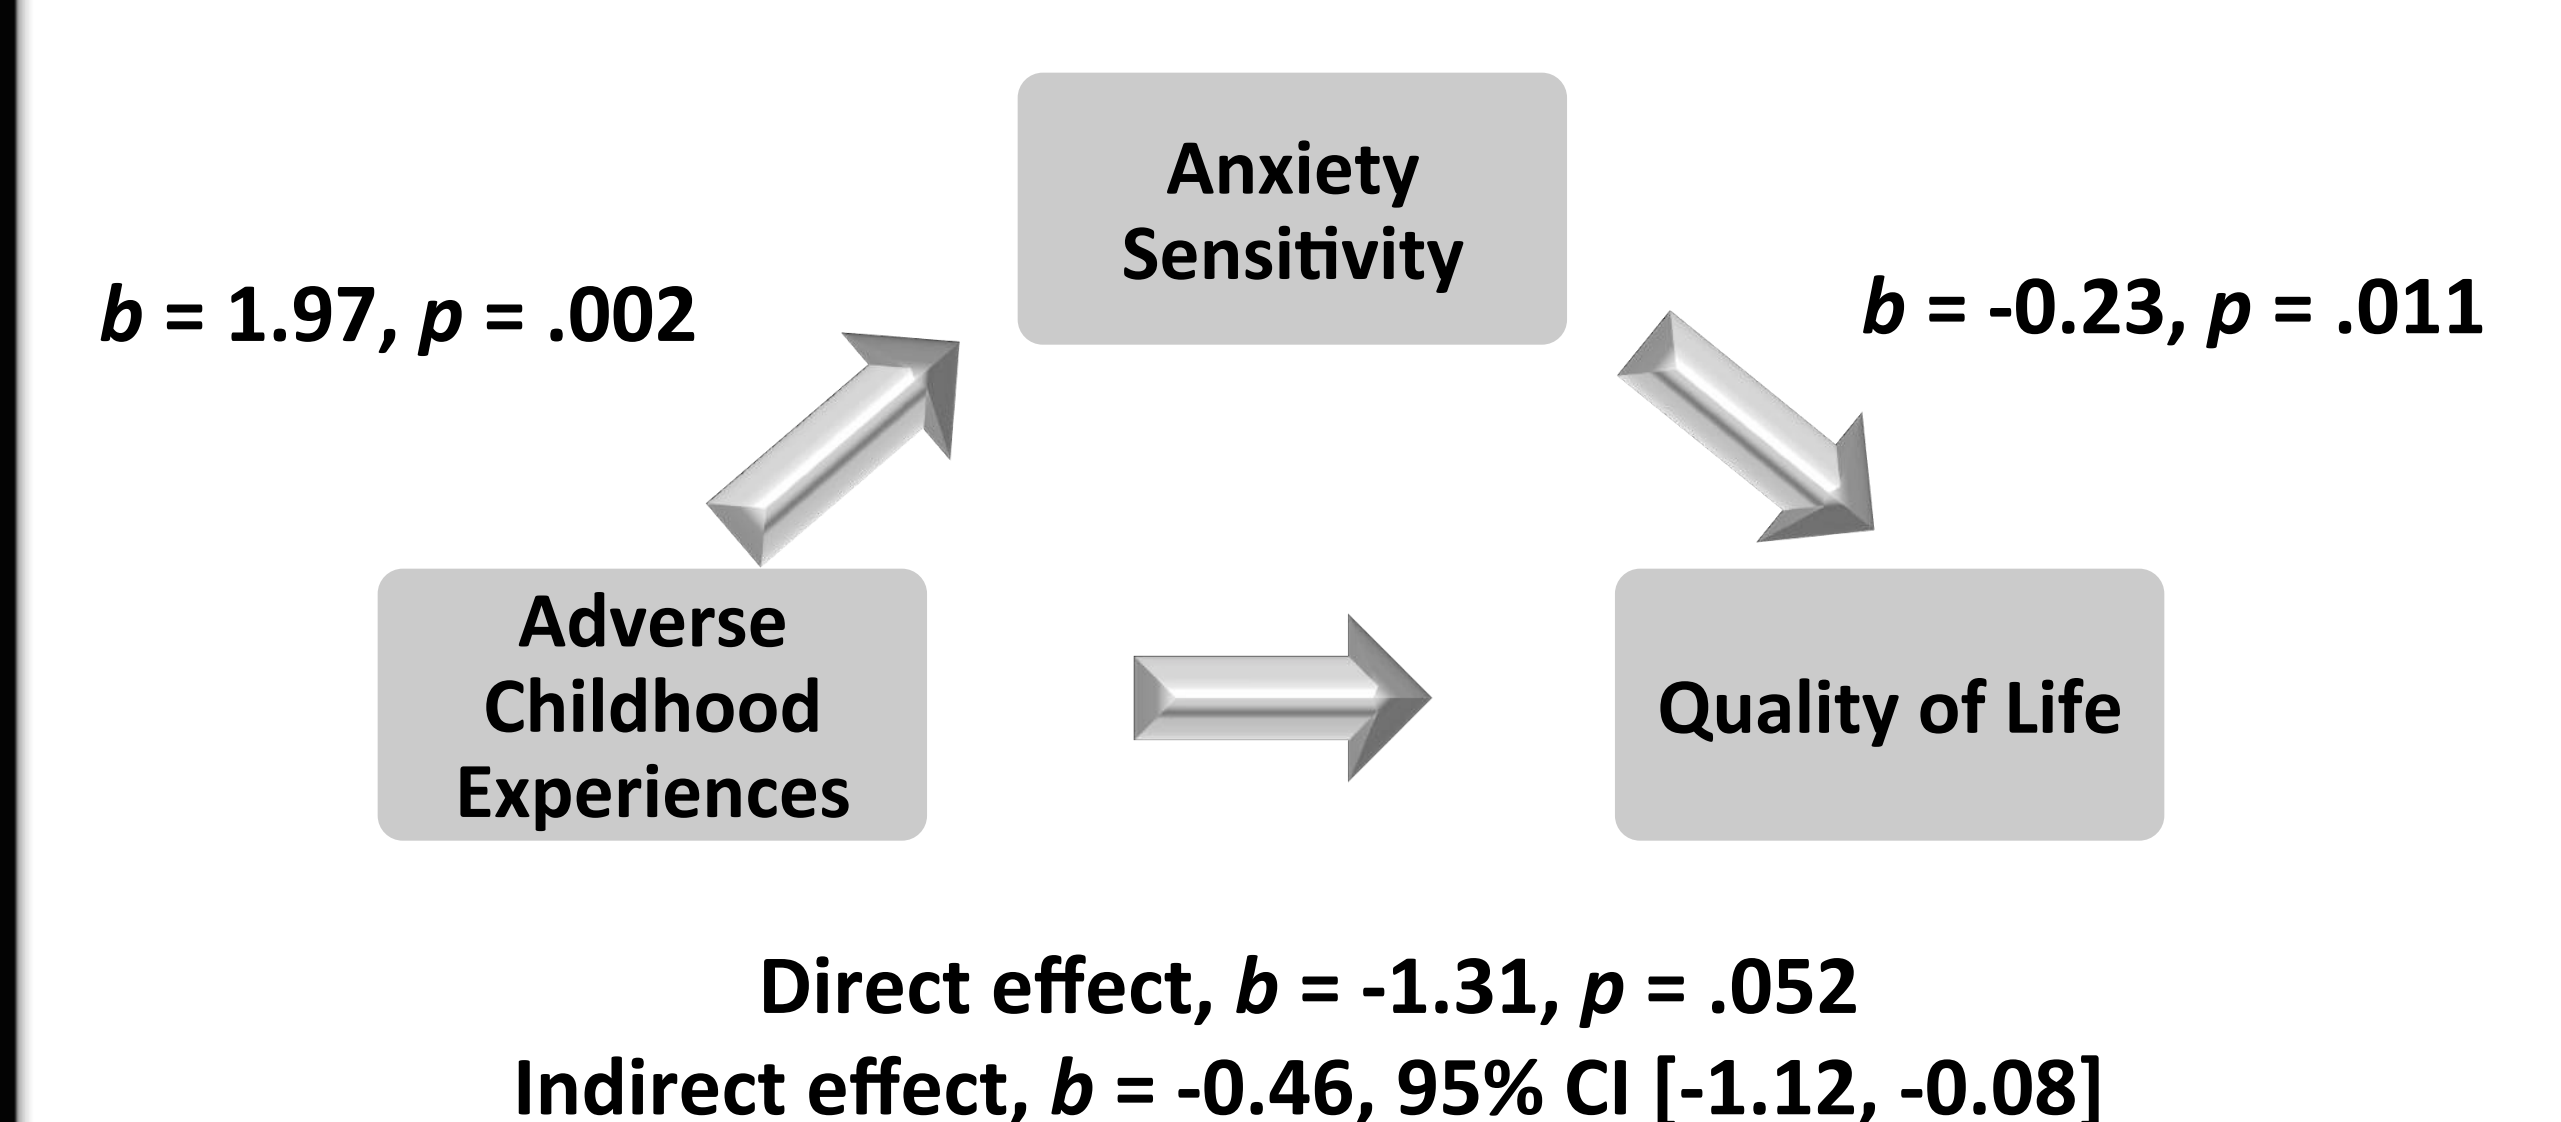 Anxiety
Sensitivity
b = 1.97, p = .002
b = -0.23, p = .011
Adverse
Childhood
Experiences
Quality of Life
Direct effect, b = -1.31, p = .052
Indirect effect, b = -0.46, 95% CI [-1.12, -0.08]